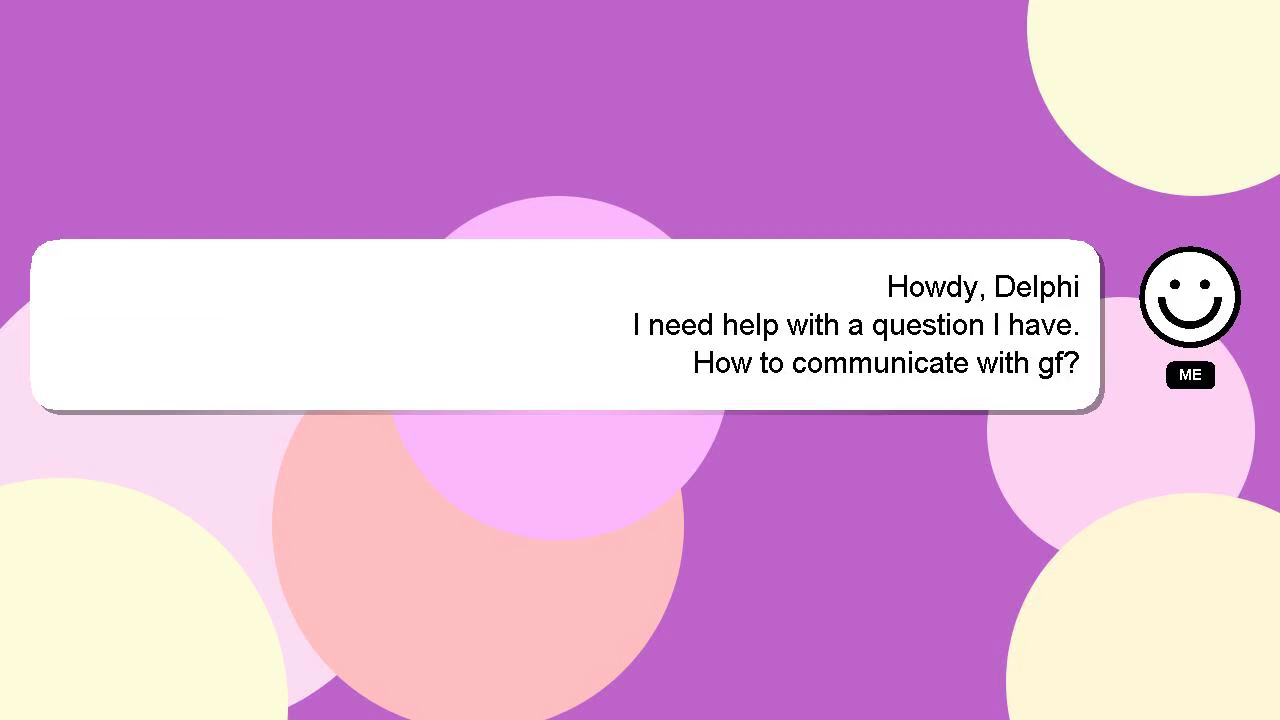 Howdy, Delphi
I need help with a question I have.
How to communicate with gf?
ME